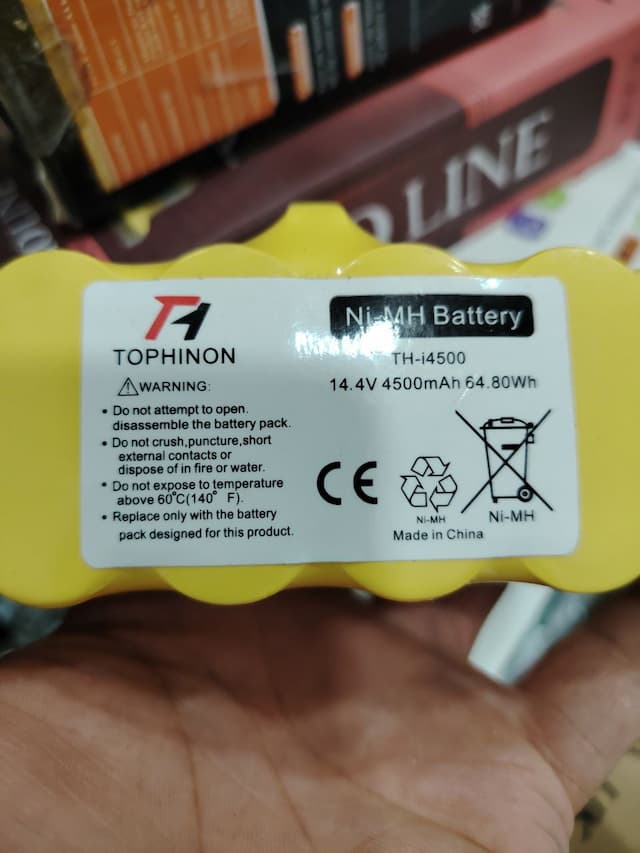 D LINE
TH
TOPHINON
Ni-MH Battery
TH-i4500
14.4V 4500mAh 64.80Wh
WARNING:
• Do not attempt to open.
disassemble the battery pack.
• Do not crush,puncture,short
external contacts or
dispose of in fire or water.
• Do not expose to temperature
above 60°C(140° F).
• Replace only with the battery
pack designed for this product.
CE
Ni-MH
Ni-MH
Made in China